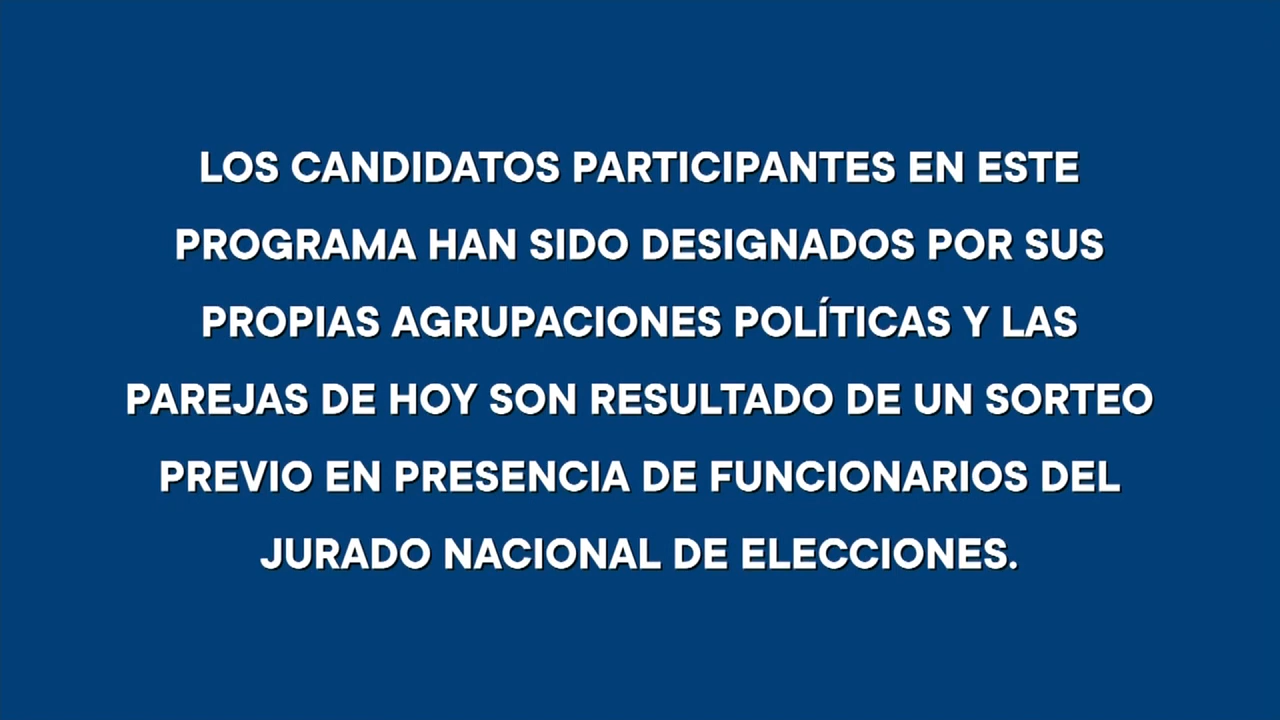 LOS CANDIDATOS PARTICIPANTES EN ESTE
PROGRAMA HAN SIDO DESIGNADOS POR SUS
PROPIAS AGRUPACIONES POLÍTICAS Y LAS
PAREJAS DE HOY SON RESULTADO DE UN SORTEO
PREVIO EN PRESENCIA DE FUNCIONARIOS DEL
JURADO NACIONAL DE ELECCIONES.